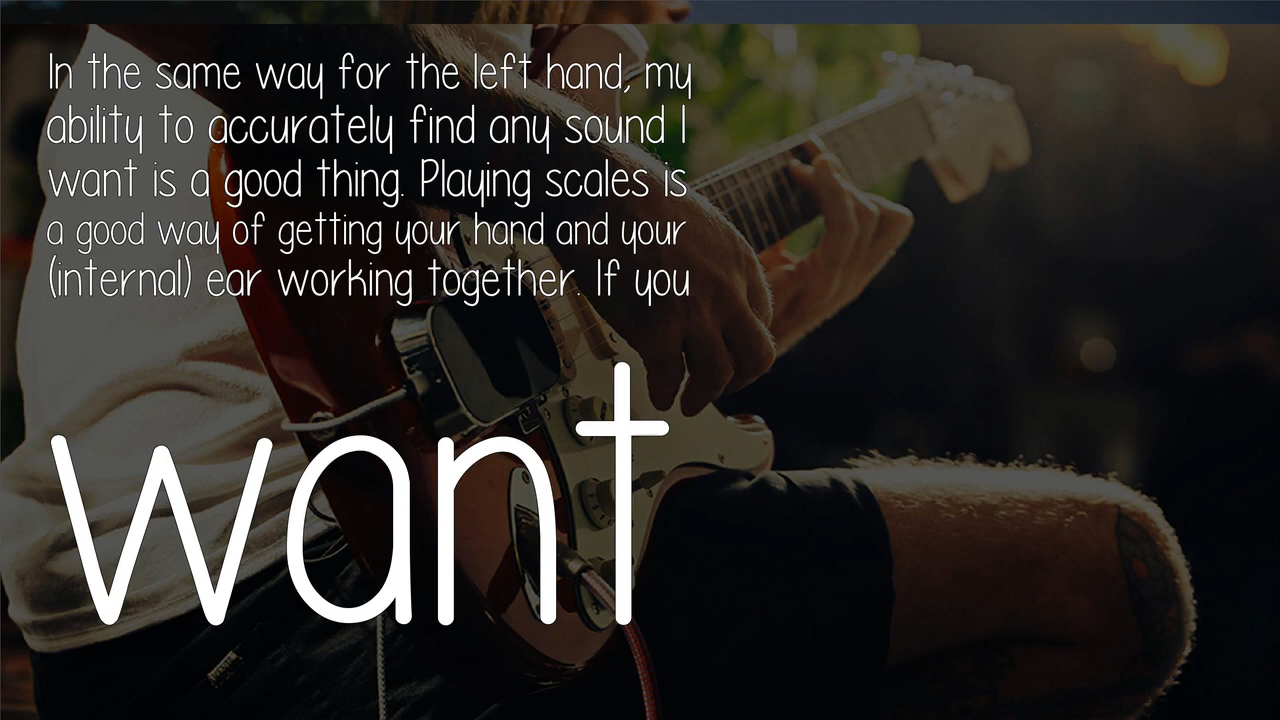 In the same way for the left hand, my
ability to accurately find any sound I
want is a good thing. Playing scales is
a good way of getting your hand and your
(internal) ear working together. If you
want